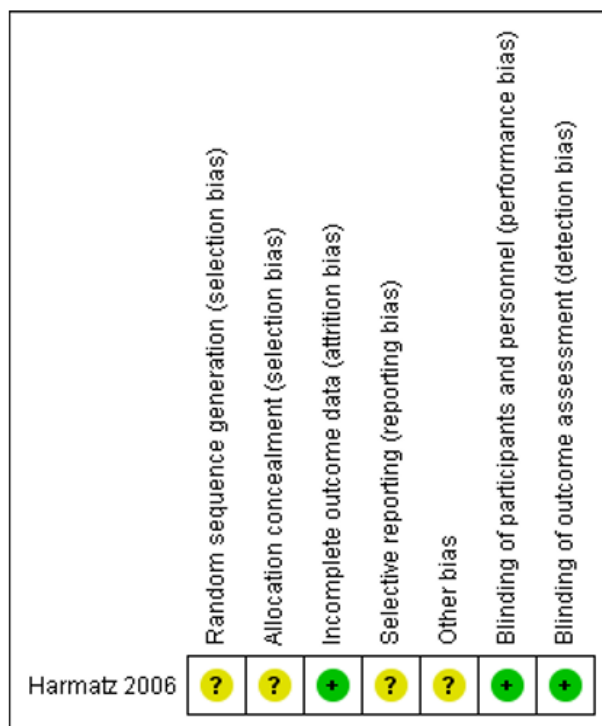 Random sequence generation (selection bias)
Allocation concealment (selection bias)
Incomplete outcome data (attrition bias)
Selective reporting (reporting bias)
Other bias
Blinding of participants and personnel (performance bias)
Blinding of outcome assessment (detection bias)
Harmatz 2006 ? ? + ? ? + +